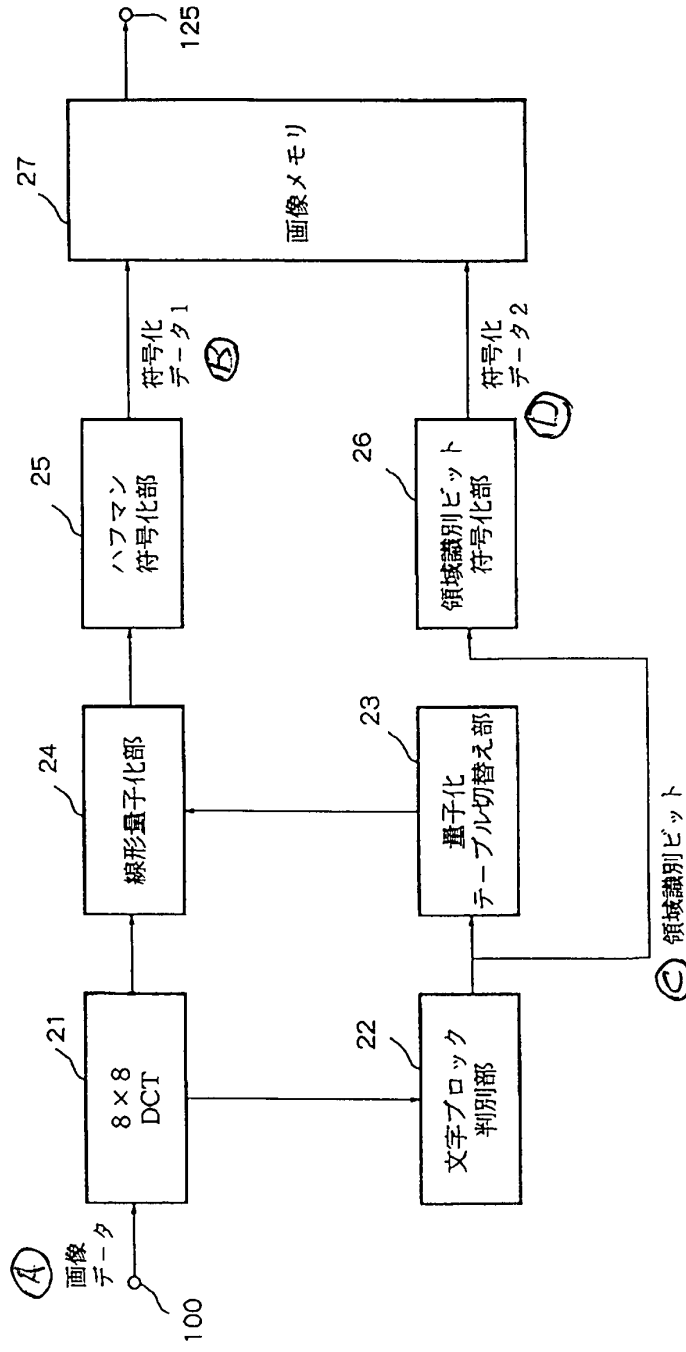 Ⓐ
画像
データ
100
21
8×8
DCT
24
線形量子化部
25
ハフマン
符号化部
符号化
データ1
Ⓑ
27
画像メモリ
125
22
文字ブロック
判別部
23
量子化
テーブル切替え部
26
領域識別ビット
符号化部
符号化
データ2
Ⓓ
Ⓒ 領域識別ビット